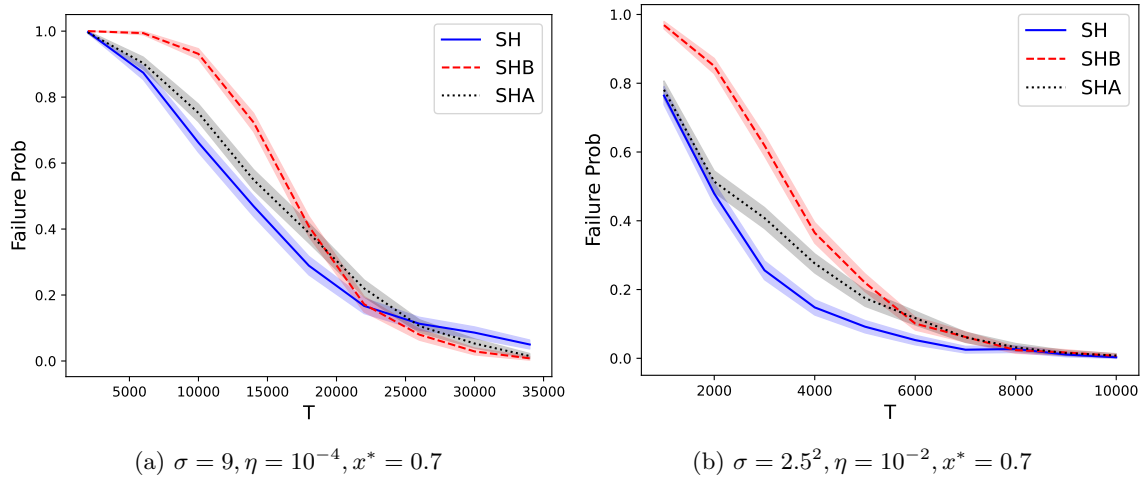 1.0
0.8
0.6
0.4
0.2
0.0
Failure Prob
5000 10000 15000 20000 25000 30000 35000
T
SH
SHB
SHA
(a) σ = 9, η = 10⁻⁴, x* = 0.7
1.0
0.8
0.6
0.4
0.2
0.0
Failure Prob
2000 4000 6000 8000 10000
T
SH
SHB
SHA
(b) σ = 2.5², η = 10⁻², x* = 0.7